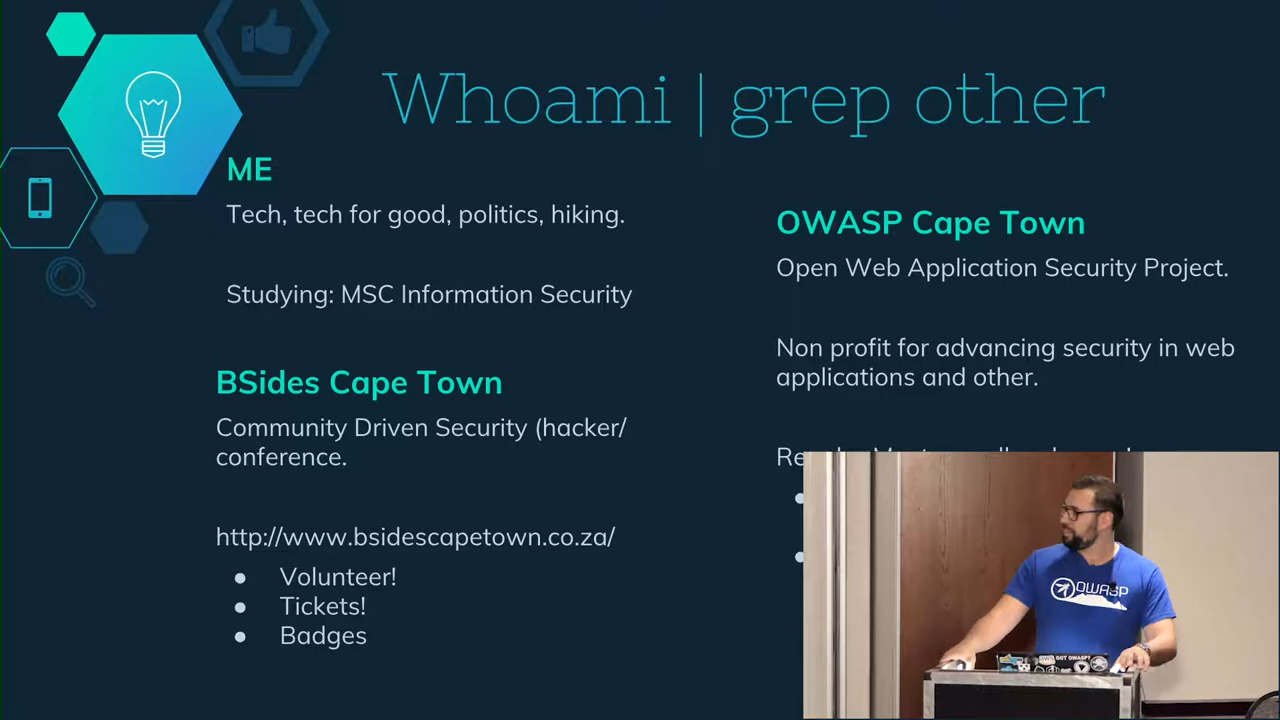 Whoami | grep other
ME
Tech, tech for good, politics, hiking.
Studying: MSC Information Security
BSides Cape Town
Community Driven Security (hacker/
conference.
http://www.bsidescapetown.co.za/
● Volunteer!
● Tickets!
● Badges
OWASP Cape Town
Open Web Application Security Project.
Non profit for advancing security in web
applications and other.
OWASP
GOT OWASP?